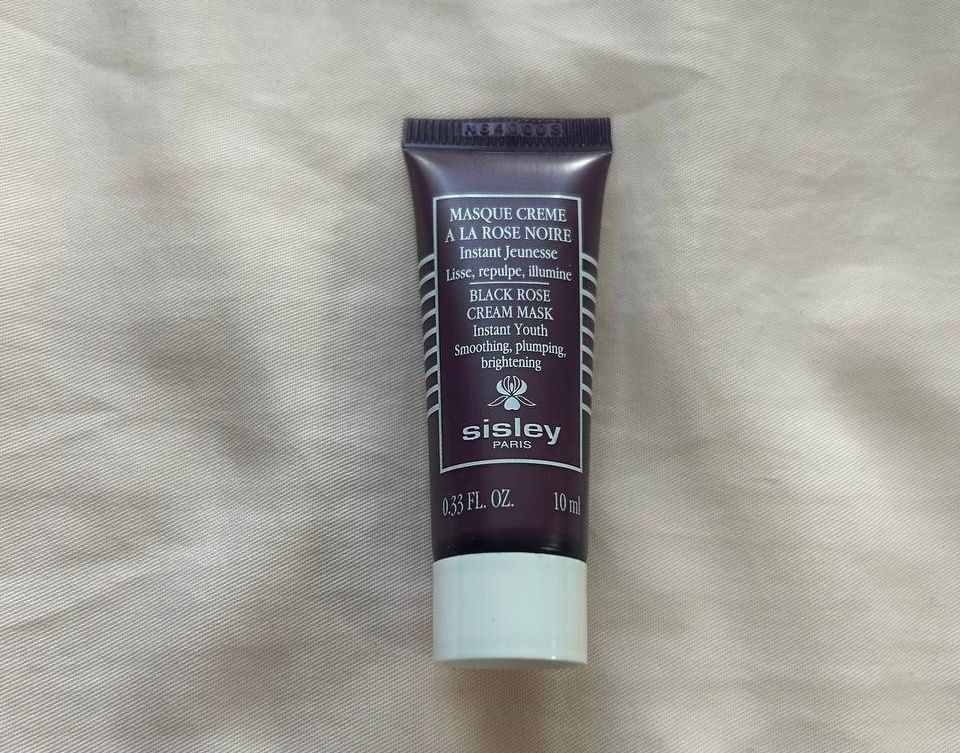 MASQUE CREME
A LA ROSE NOIRE
Instant Jeunesse
Lisse, repulpe, illumine
BLACK ROSE
CREAM MASK
Instant Youth
Smoothing, plumping,
brightening
sisley
PARIS
0.33 FL. OZ. 10 ml